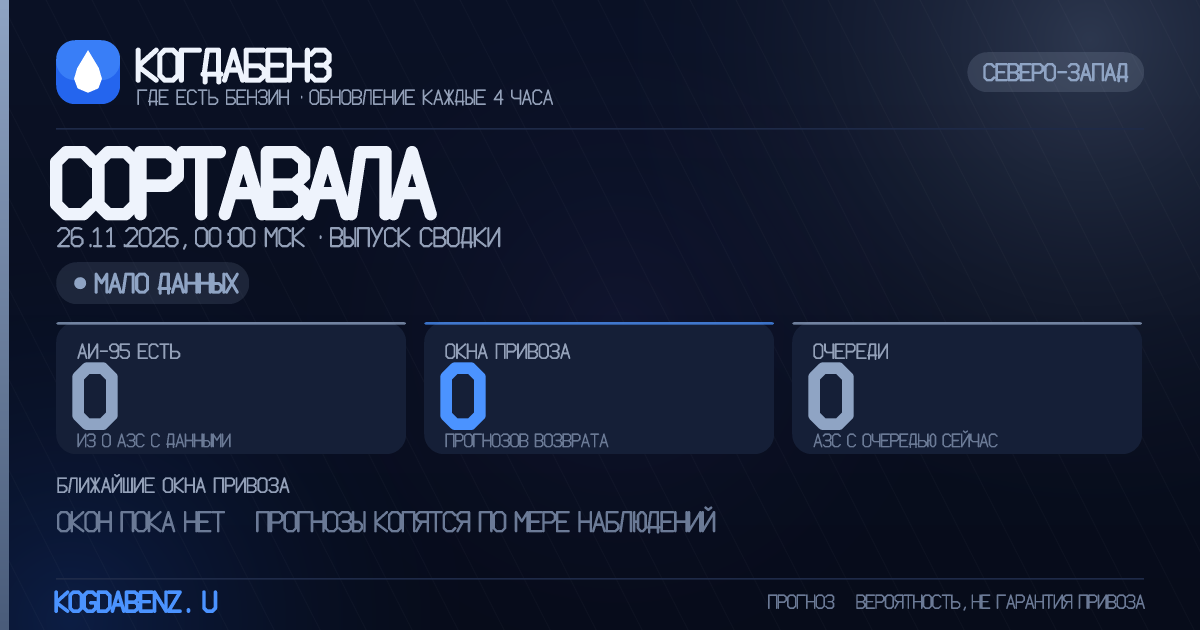 КОГДАБЕНЗ
ГДЕ ЕСТЬ БЕНЗИН · ОБНОВЛЕНИЕ КАЖДЫЕ 4 ЧАСА
СЕВЕРО-ЗАПАД
СОРТАВАЛА
26.11.2026, 00:00 МСК · ВЫПУСК СВОДКИ
МАЛО ДАННЫХ
АИ-95 ЕСТЬ
0
ИЗ 0 АЗС С ДАННЫМИ
ОКНА ПРИВОЗА
0
ПРОГНОЗОВ ВОЗВРАТА
ОЧЕРЕДИ
0
АЗС С ОЧЕРЕДЬЮ СЕЙЧАС
БЛИЖАЙШИЕ ОКНА ПРИВОЗА
ОКОН ПОКА НЕТ ПРОГНОЗЫ КОПЯТСЯ ПО МЕРЕ НАБЛЮДЕНИЙ
KOGDABENZ. U
ПРОГНОЗ ВЕРОЯТНОСТЬ, НЕ ГАРАНТИЯ ПРИВОЗА